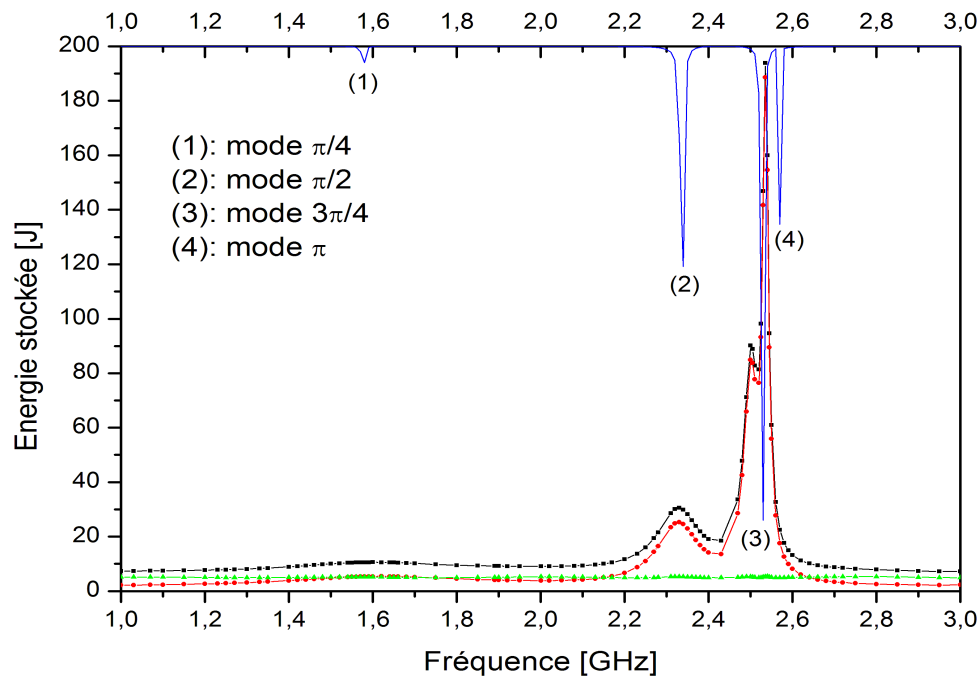 1,0 1,2 1,4 1,6 1,8 2,0 2,2 2,4 2,6 2,8 3,0
200
180
160
140
120
100
80
60
40
20
0
Energie stockée [J]
(1)
(1): mode π/4
(2): mode π/2
(3): mode 3π/4
(4): mode π
(4)
(2)
(3)
1,0 1,2 1,4 1,6 1,8 2,0 2,2 2,4 2,6 2,8 3,0
Fréquence [GHz]